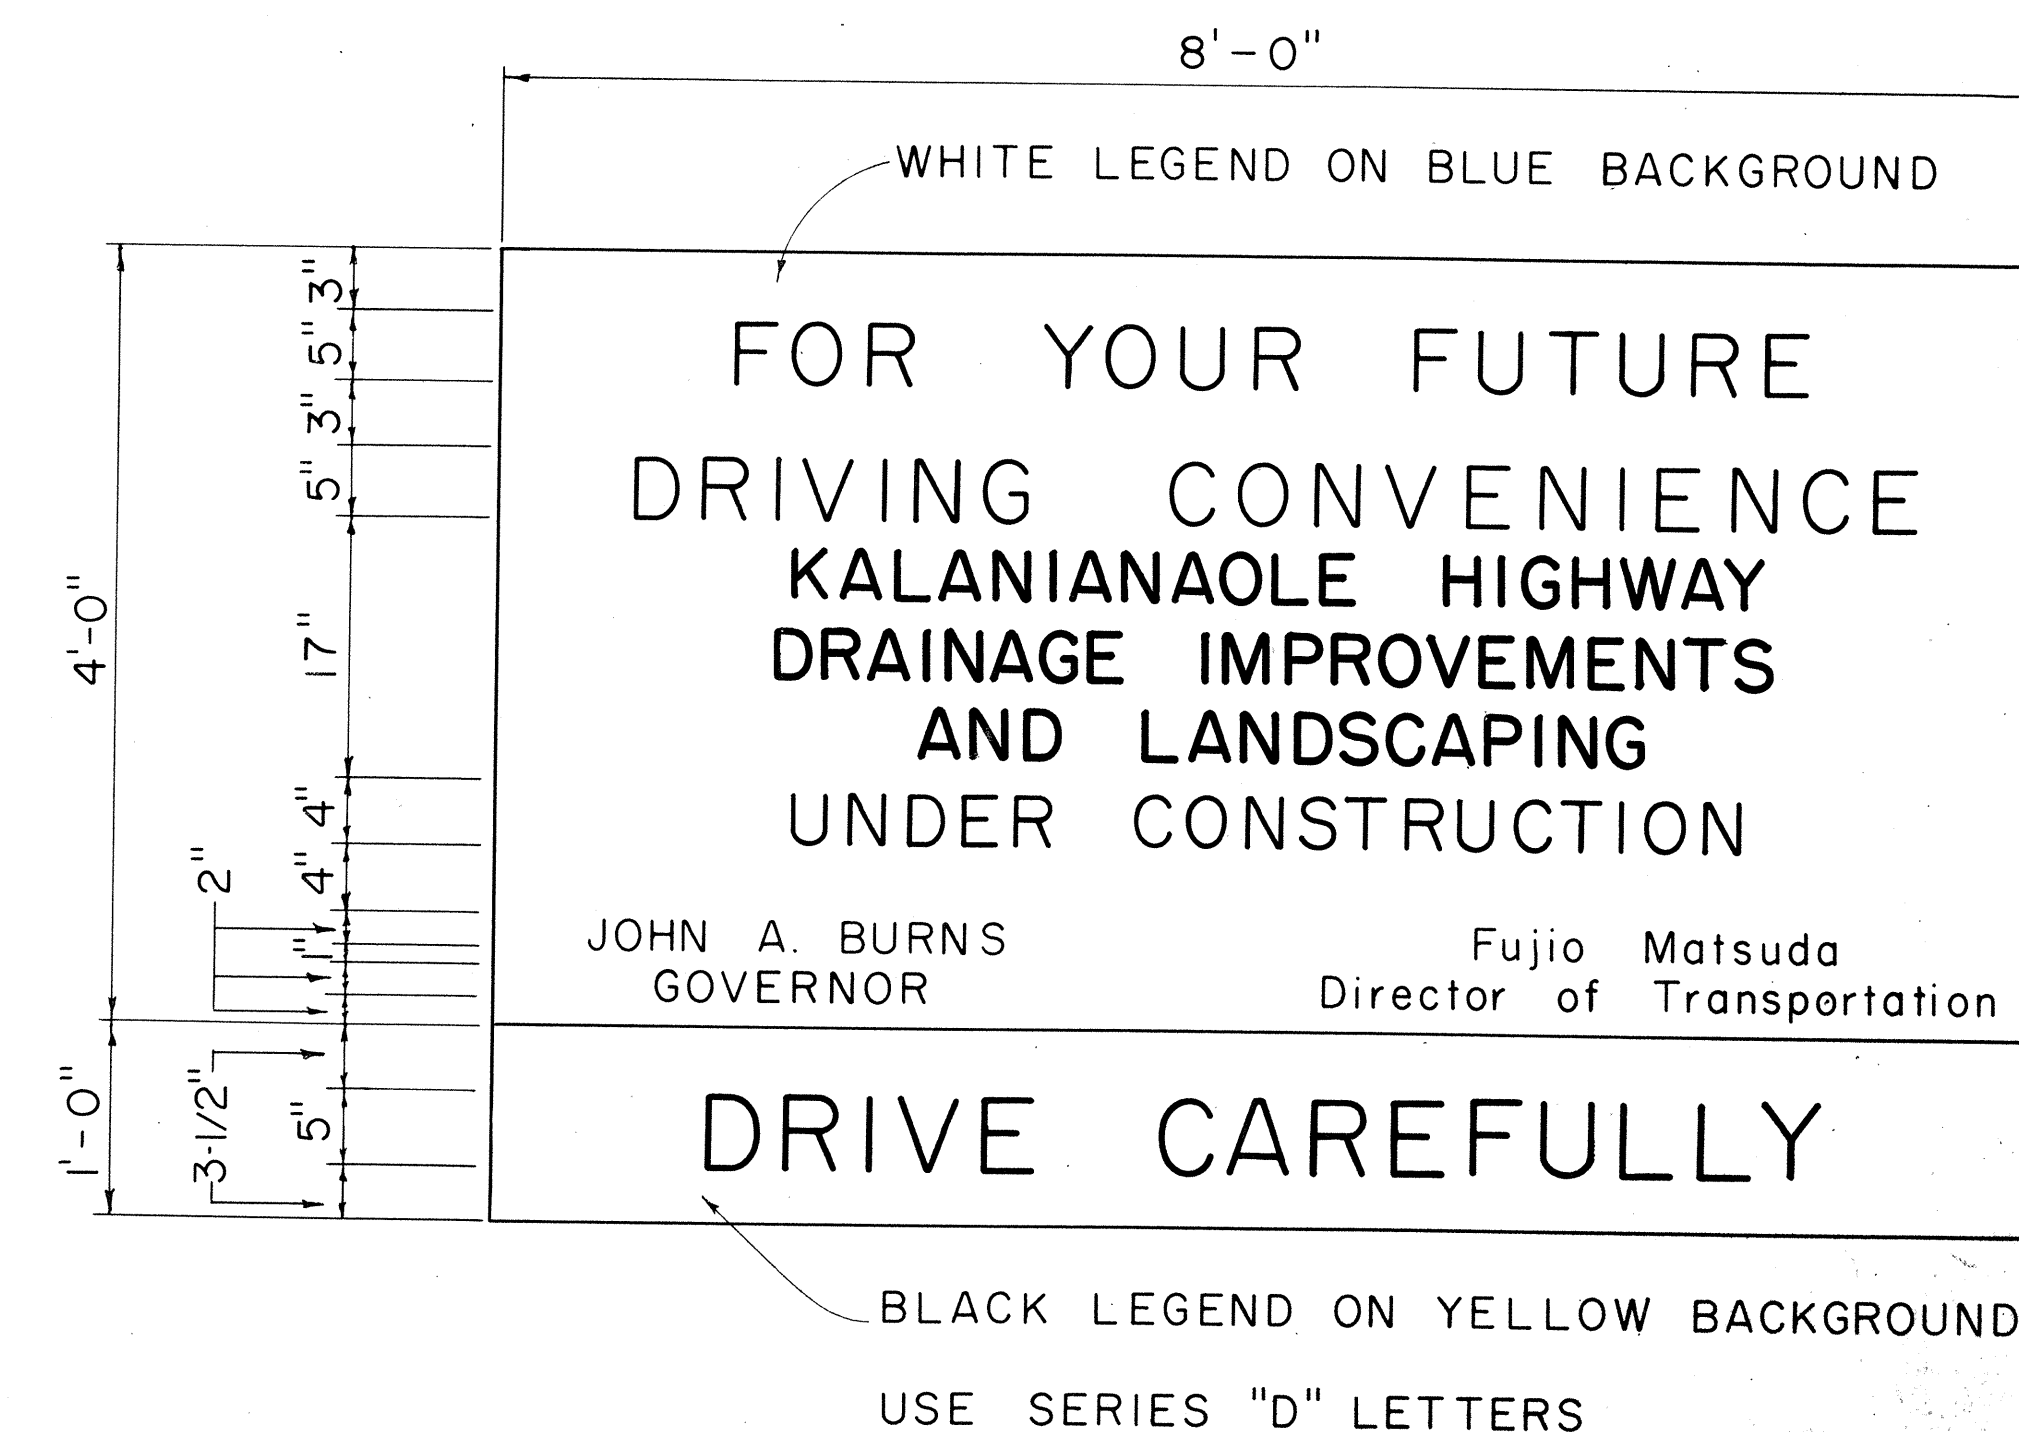 8'-0"
WHITE LEGEND ON BLUE BACKGROUND
3"
5"
3"
5"
17"
4"
4"
2"
1"
4'-0"
FOR YOUR FUTURE
DRIVING CONVENIENCE
KALANIANAOLE HIGHWAY
DRAINAGE IMPROVEMENTS
AND LANDSCAPING
UNDER CONSTRUCTION
JOHN A. BURNS
GOVERNOR
Fujio Matsuda
Director of Transportation
1'-0"
3-1/2"
5"
DRIVE CAREFULLY
BLACK LEGEND ON YELLOW BACKGROUND
USE SERIES "D" LETTERS